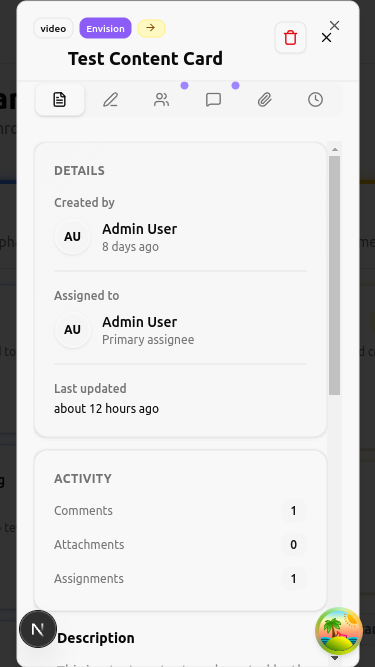 video
Envision
→
Test Content Card
DETAILS
Created by
AU
Admin User
8 days ago
Assigned to
AU
Admin User
Primary assignee
Last updated
about 12 hours ago
ACTIVITY
Comments
1
Attachments
0
Assignments
1
N
Description